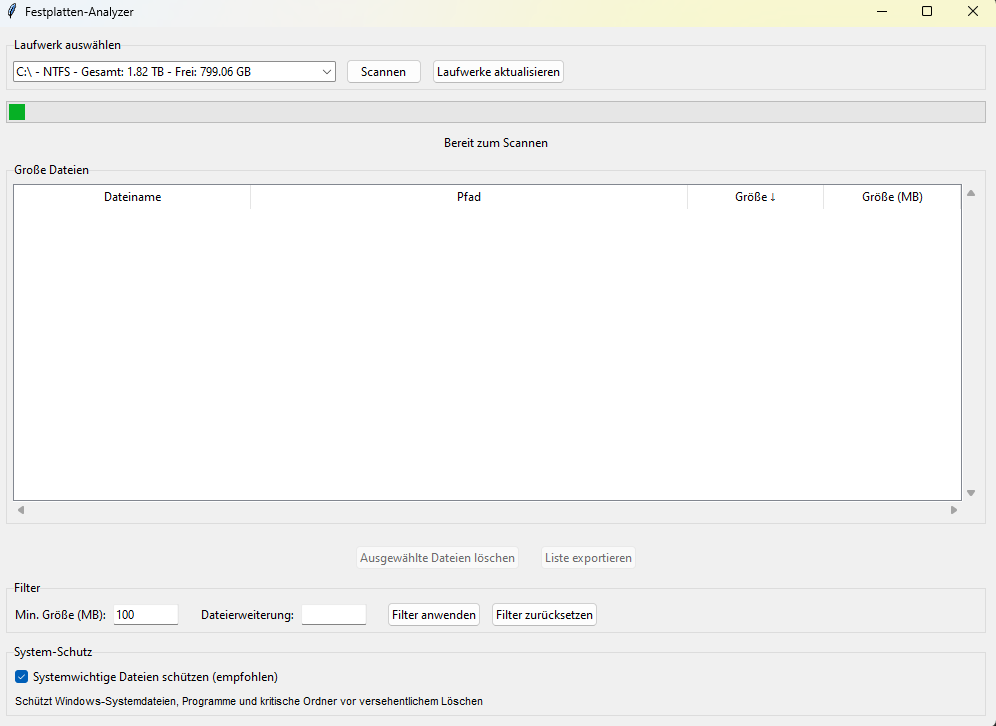 Festplatten-Analyzer
Laufwerk auswählen
C:\ - NTFS - Gesamt: 1.82 TB - Frei: 799.06 GB Scannen Laufwerke aktualisieren
Bereit zum Scannen
Große Dateien
Dateiname Pfad Größe ↓ Größe (MB)
Ausgewählte Dateien löschen Liste exportieren
Filter
Min. Größe (MB): 100 Dateierweiterung: Filter anwenden Filter zurücksetzen
System-Schutz
Systemwichtige Dateien schützen (empfohlen)
Schützt Windows-Systemdateien, Programme und kritische Ordner vor versehentlichem Löschen